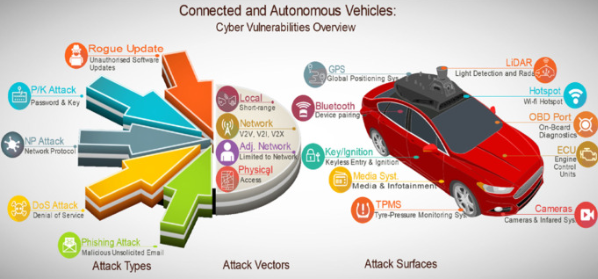 Connected and Autonomous Vehicles:
Cyber Vulnerabilities Overview
Rogue Update
Unauthorised Software
Updates
P/K Attack
Password & Key
NP Attack
Network Protocol
DoS Attack
Denial of Service
Phishing Attack
Malicious Unsolicited Email
Attack Types
Local
Short-range
Network
V2V, V2I, V2X
Adj. Network
Limited to Network
Physical
Access
Attack Vectors
GPS
Global Positioning Sys
Bluetooth
Device pairing
Key/Ignition
Keyless Entry & Ignition
Media Syst.
Media & Infotainment
TPMS
Tyre-Pressure Monitoring Sys
LiDAR
Light Detection and Rada
Hotspot
Wi-fi Hotspot
OBD Port
On-Board
Diagnostics
ECU
Engine
Control
Units
Cameras
Cameras & Infared Sys
Attack Surfaces